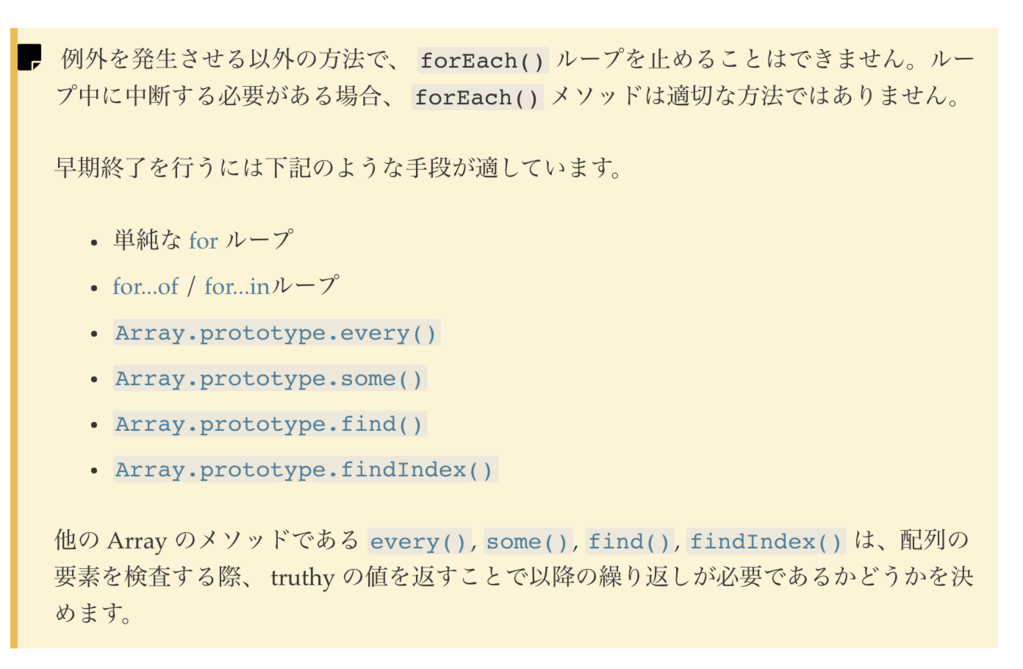 例外を発生させる以外の方法で、 forEach() ループを止めることはできません。ルー
プ中に中断する必要がある場合、 forEach() メソッドは適切な方法ではありません。
早期終了を行うには下記のような手段が適しています。
• 単純な for ループ
• for...of / for...inループ
• Array.prototype.every()
• Array.prototype.some()
• Array.prototype.find()
• Array.prototype.findIndex()
他の Array のメソッドである every(), some(), find(), findIndex() は、配列の
要素を検査する際、 truthy の値を返すことで以降の繰り返しが必要であるかどうかを決
めます。